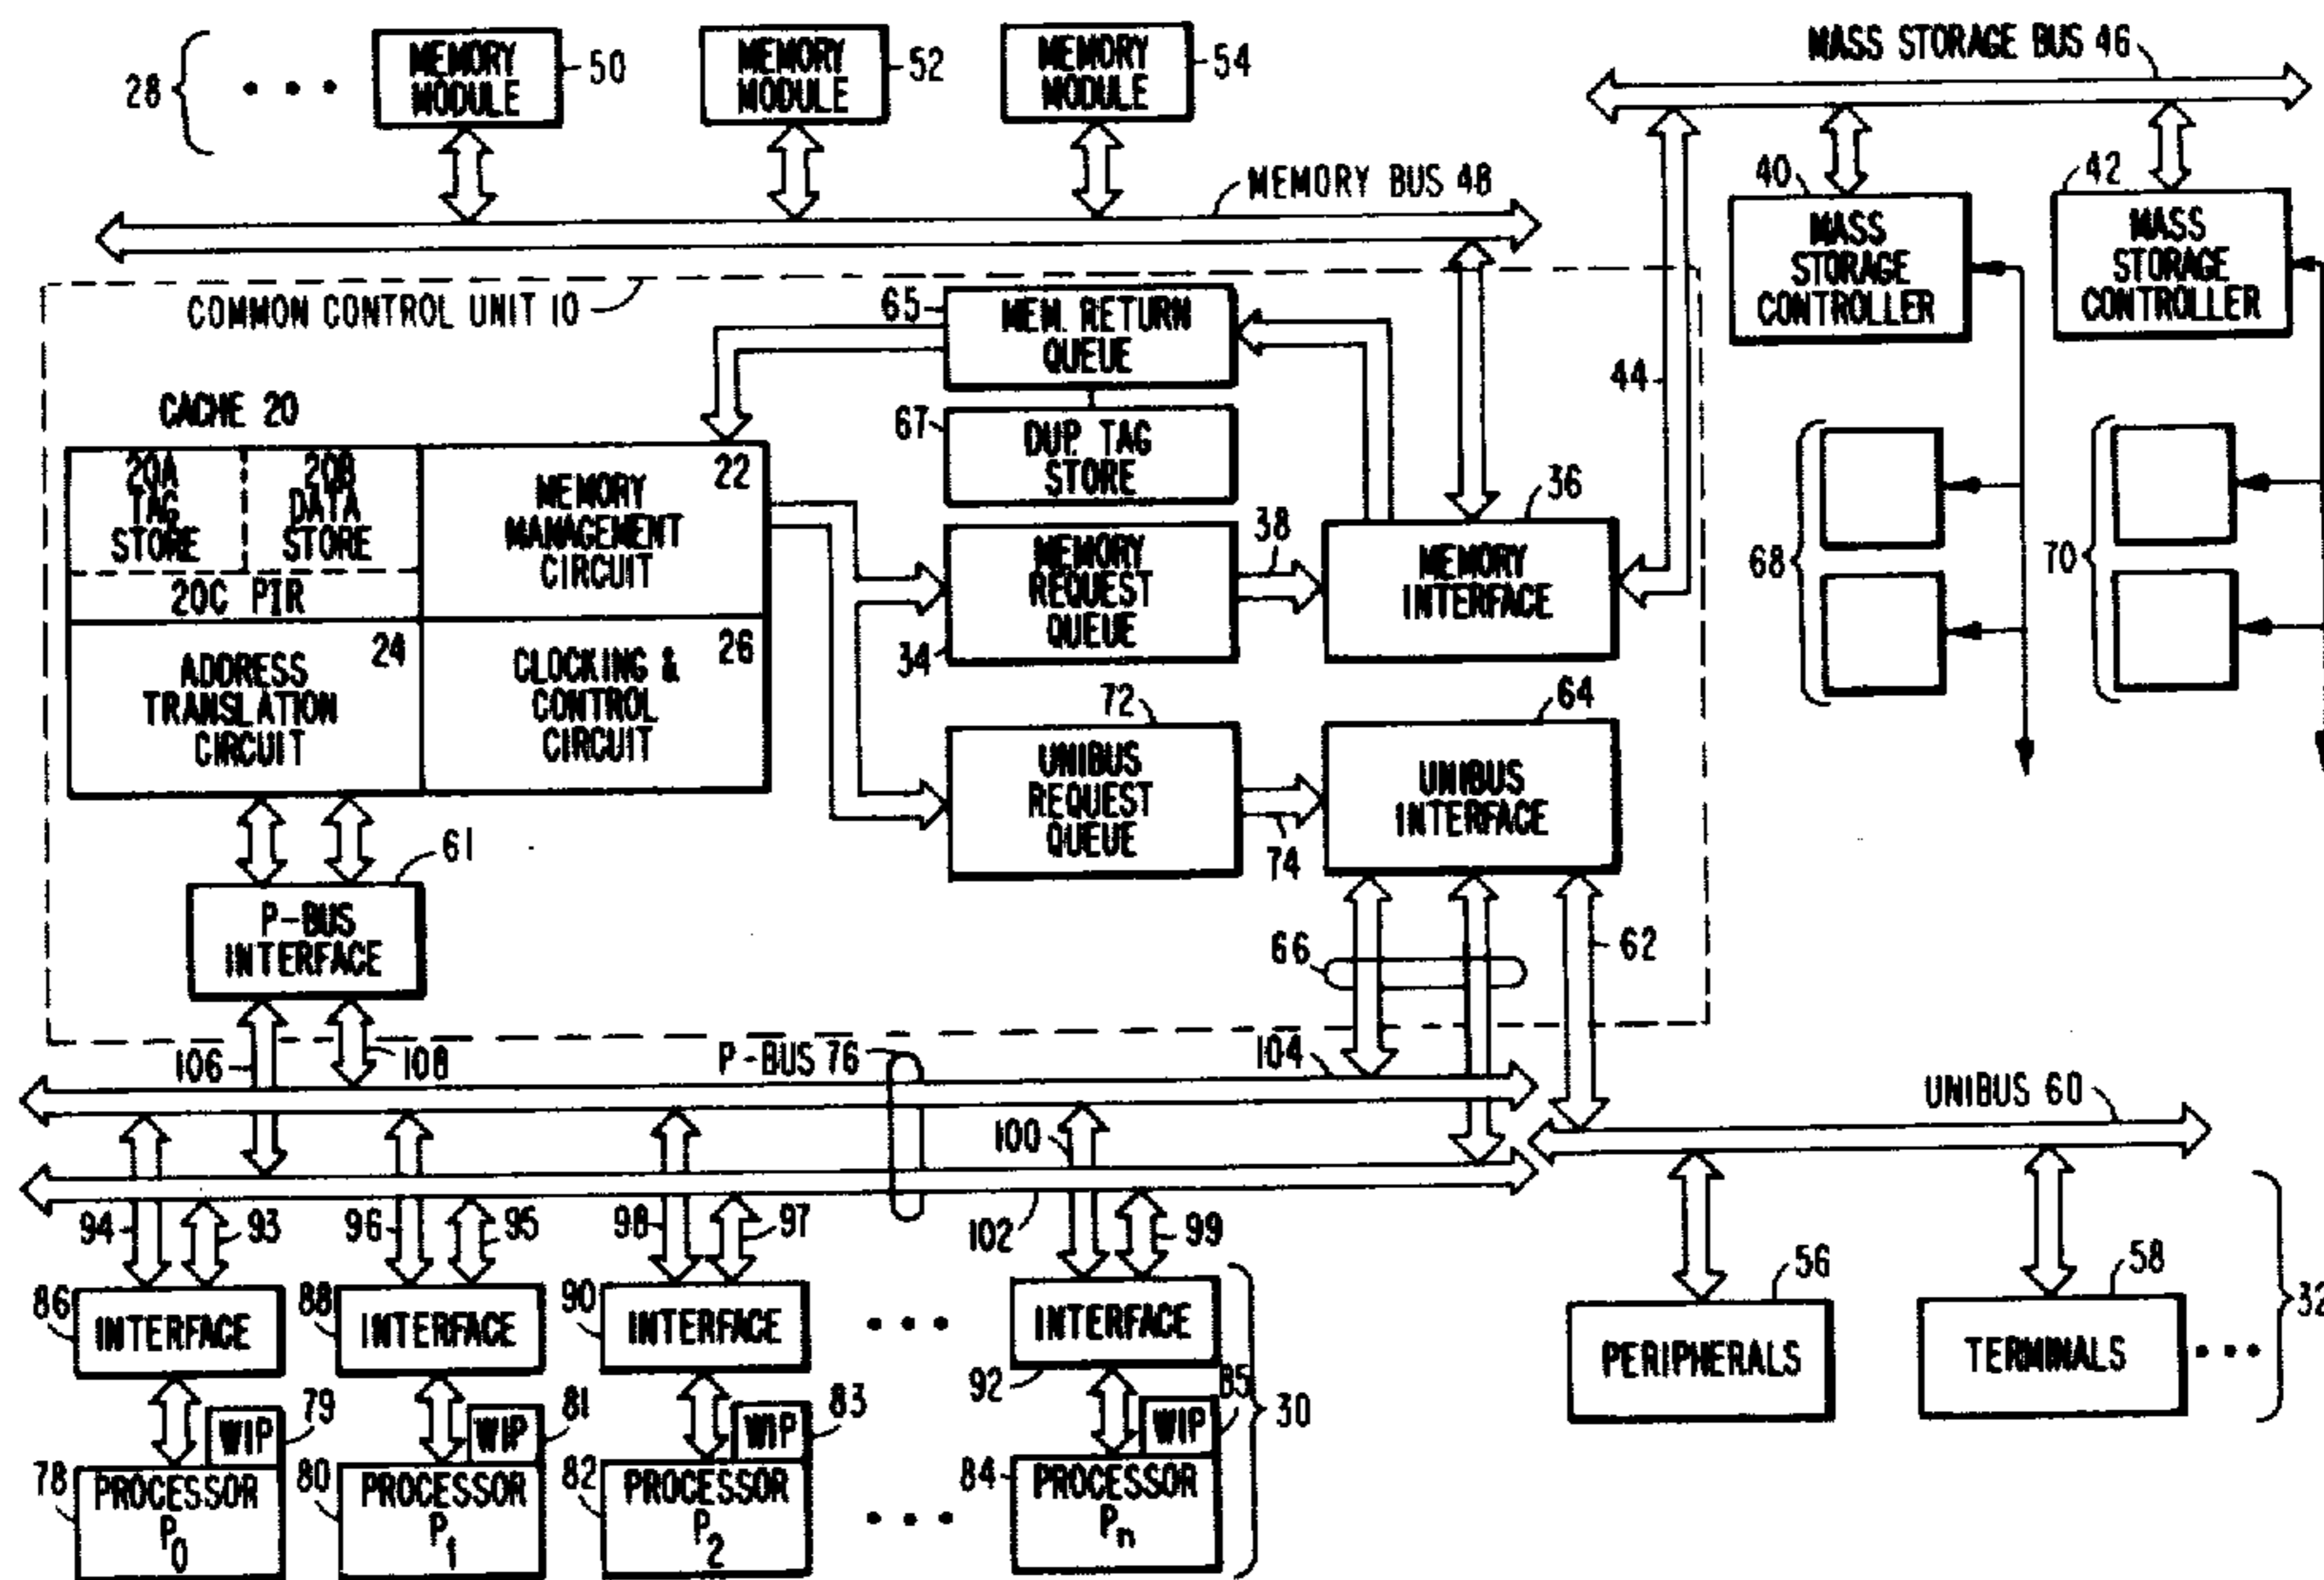 28
MEMORY
MODULE
50
MEMORY
MODULE
52
MEMORY
MODULE
54
MASS STORAGE BUS 46
MEMORY BUS 48
40
MASS
STORAGE
CONTROLLER
42
MASS
STORAGE
CONTROLLER
COMMON CONTROL UNIT 10
65
MEM. RETURN
QUEUE
44
67
DUP. TAG
STORE
CACHE 20
20A
TAG
STORE
20B
DATA
STORE
20C PIR
22
MEMORY
MANAGEMENT
CIRCUIT
24
ADDRESS
TRANSLATION
CIRCUIT
26
CLOCKING &
CONTROL
CIRCUIT
MEMORY
REQUEST
QUEUE
34
38
36
MEMORY
INTERFACE
68
70
72
UNIBUS
REQUEST
QUEUE
74
64
UNIBUS
INTERFACE
61
P-BUS
INTERFACE
66
62
106
108
P-BUS 76
104
UNIBUS 60
100
94
93
96
95
98
97
102
99
86
INTERFACE
88
INTERFACE
90
INTERFACE
• • •
INTERFACE
92
56
PERIPHERALS
58
TERMINALS
• • •
32
WIP
79
WIP
81
WIP
83
WIP
85
30
78
PROCESSOR
P0
80
PROCESSOR
P1
82
PROCESSOR
P2
• • •
84
PROCESSOR
Pn